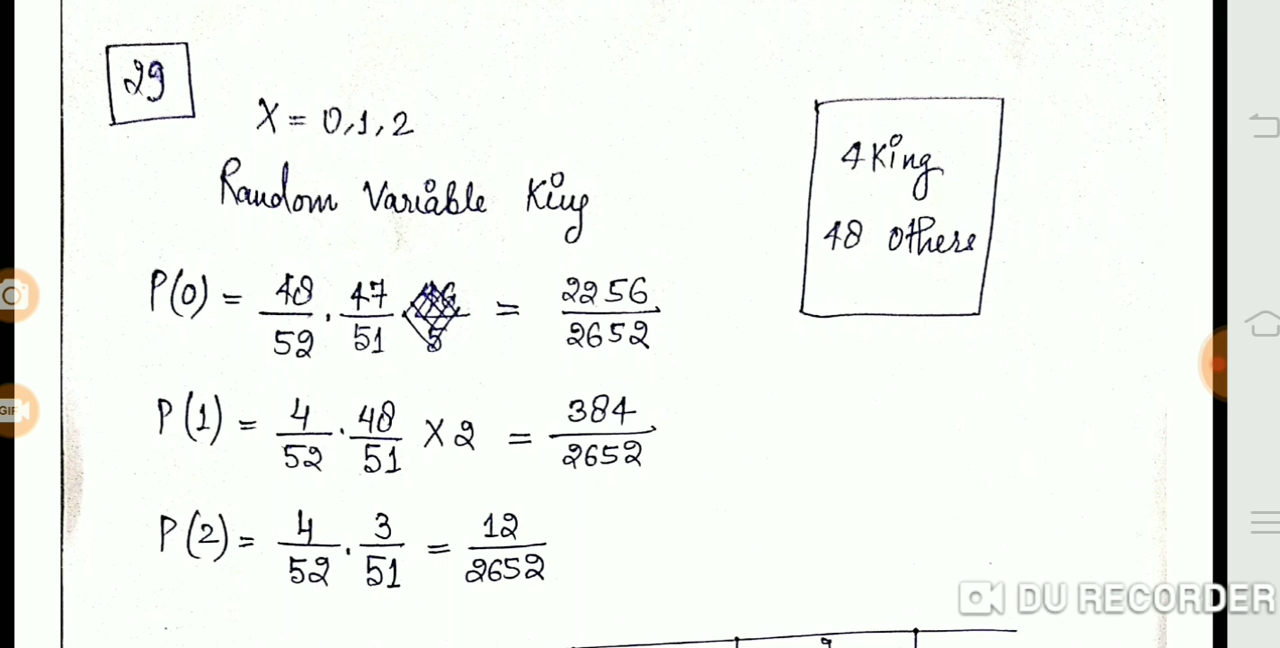 29
X = 0,1,2
Random Variable King
4 King
48 others
P(0) = 48/52 . 47/51 . = 2256/2652
P(1) = 4/52 . 48/51 X 2 = 384/2652
P(2) = 4/52 . 3/51 = 12/2652
GIF
DU RECORDER